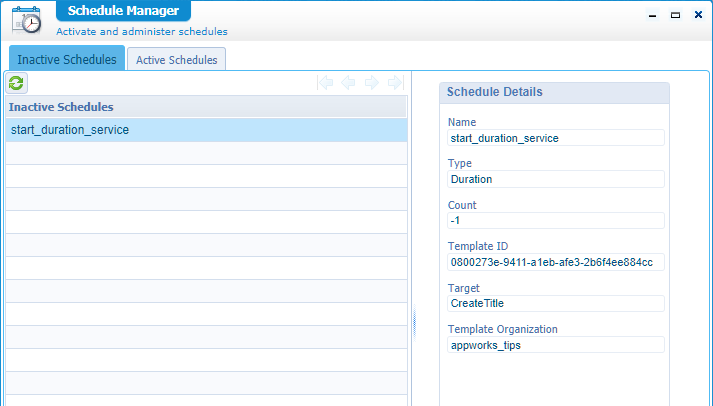 Schedule Manager
Activate and administer schedules
Inactive Schedules
Active Schedules
Inactive Schedules
start_duration_service
Schedule Details
Name
start_duration_service
Type
Duration
Count
-1
Template ID
0800273e-9411-a1eb-afe3-2b6f4ee884cc
Target
CreateTitle
Template Organization
appworks_tips